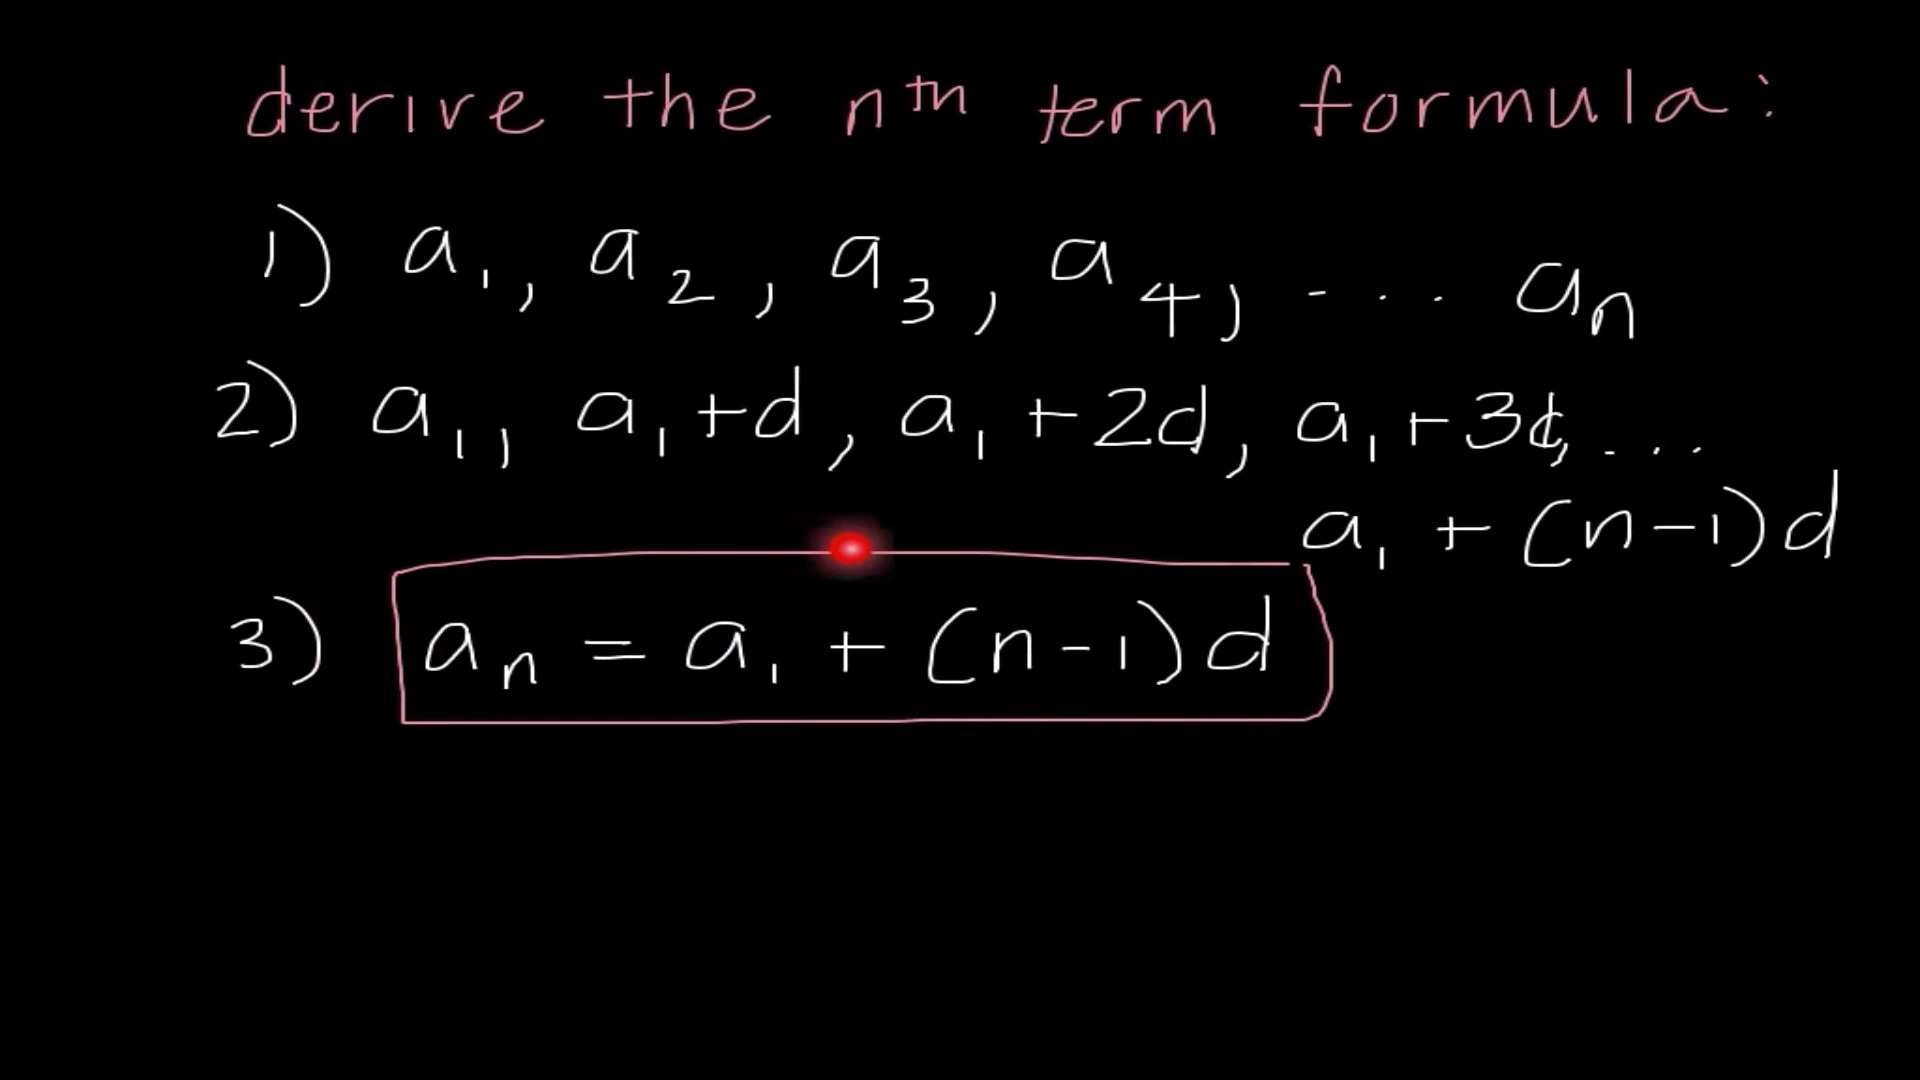 derive the nᵗʰ term formula:
1) a₁, a₂, a₃, a₄, ... aₙ
2) a₁, a₁+d, a₁+2d, a₁+3d, ...
a₁+(n-1)d
3) aₙ = a₁ + (n-1)d